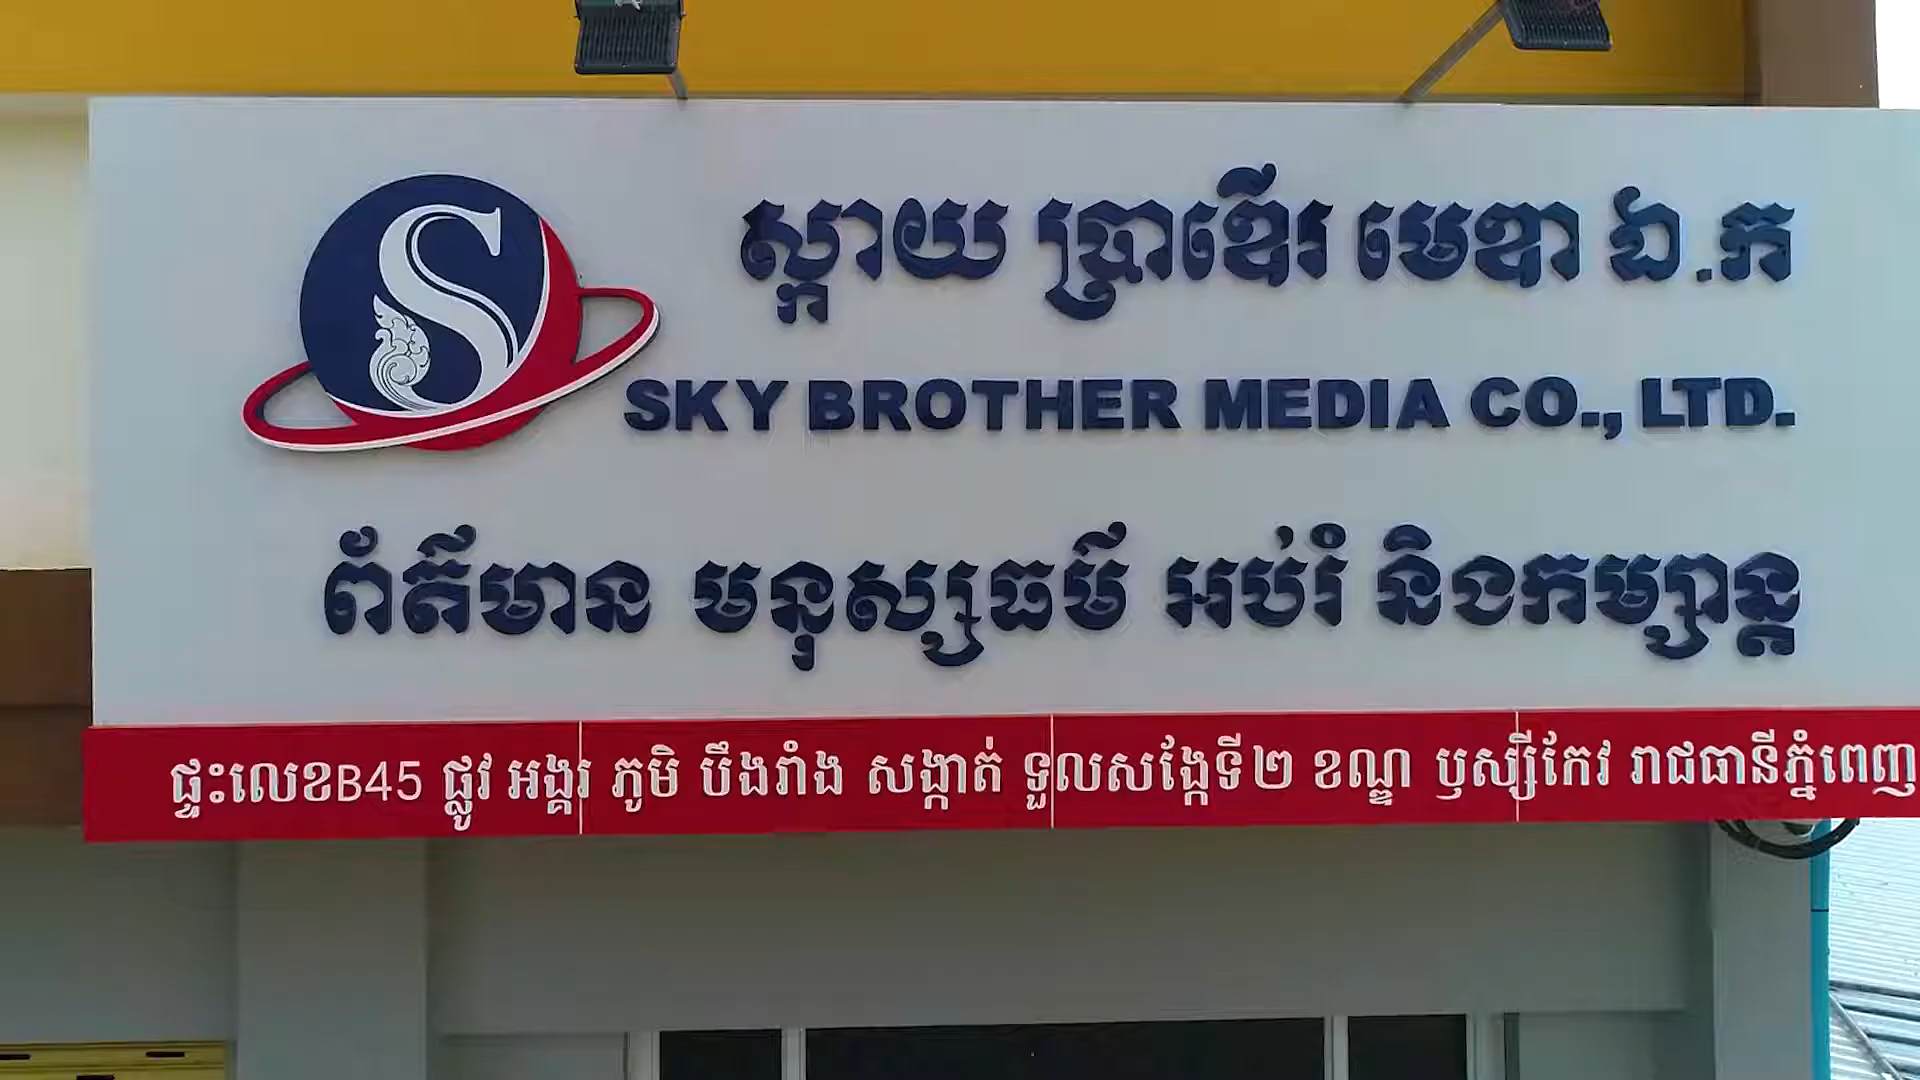 S
ស្កាយ ប្រាឌើរ មេឌា ឯ.ក
SKY BROTHER MEDIA CO., LTD.
ព័ត៌មាន មនុស្សធម៌ អប់រំ និងកម្សាន្ត
ផ្ទះលេខB45 ផ្លូវ អង្គរ ភូមិ បឹងរាំង សង្កាត់ ទួលសង្កែទី២ ខណ្ឌ ឫស្សីកែវ រាជធានីភ្នំពេញ